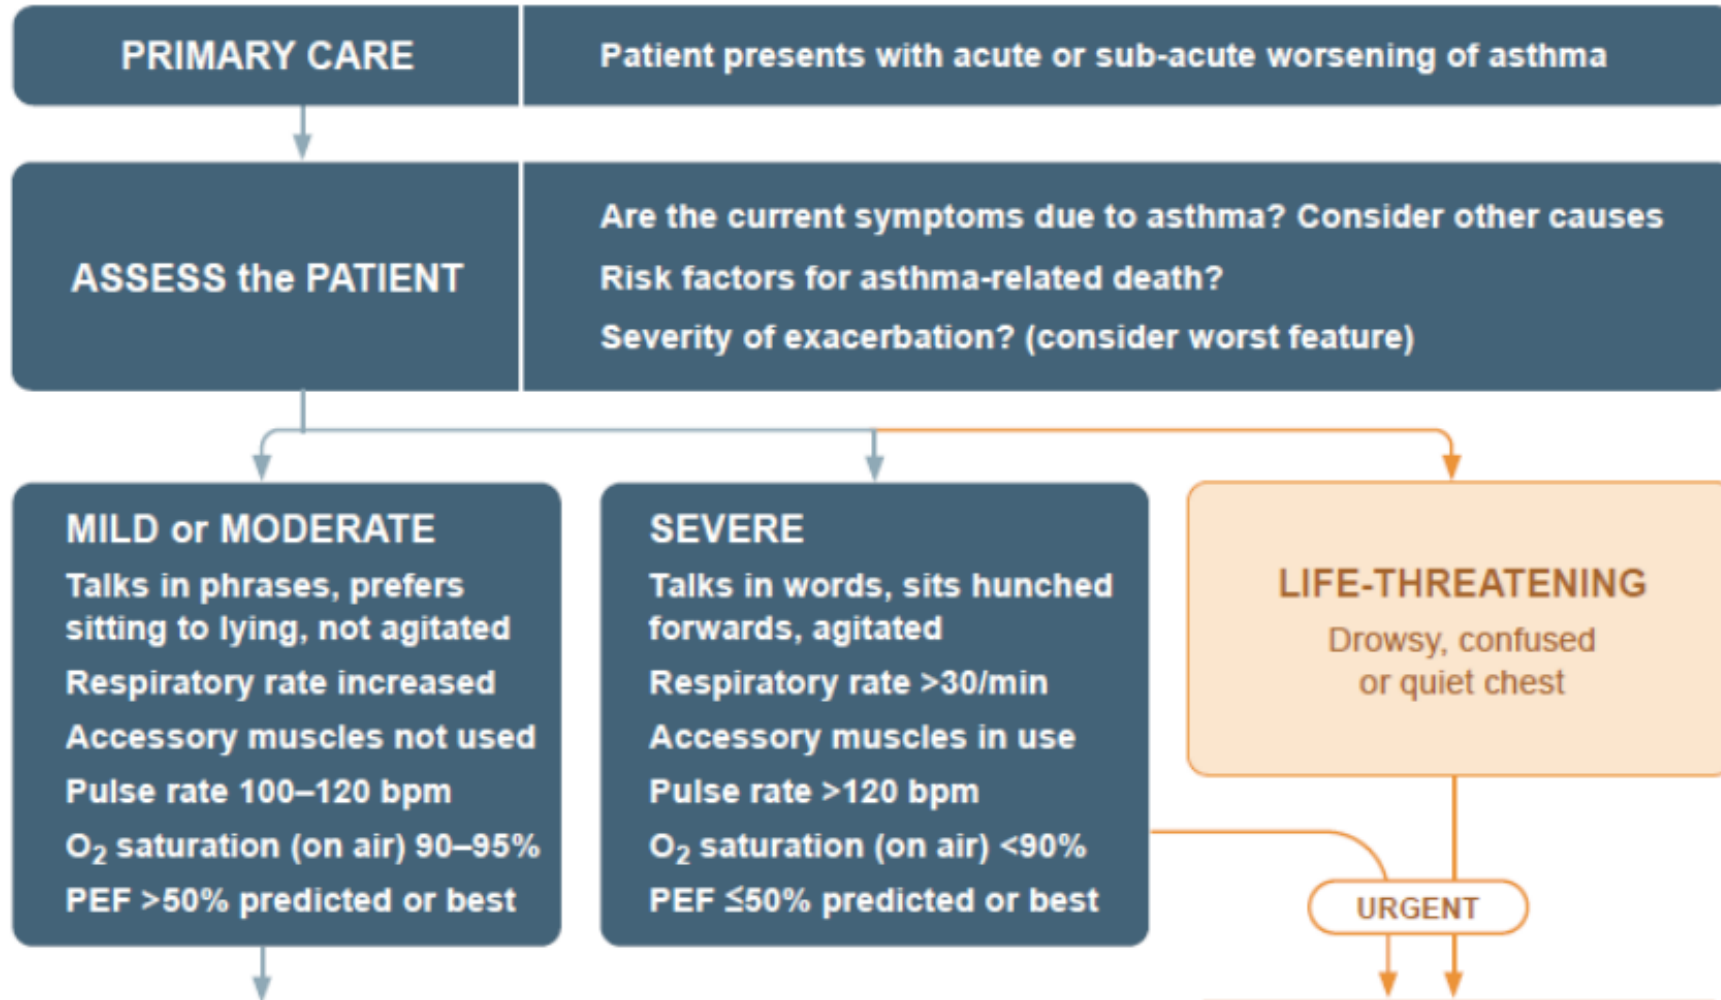 PRIMARY CARE
Patient presents with acute or sub-acute worsening of asthma
ASSESS the PATIENT
Are the current symptoms due to asthma? Consider other causes
Risk factors for asthma-related death?
Severity of exacerbation? (consider worst feature)
MILD or MODERATE
Talks in phrases, prefers
sitting to lying, not agitated
Respiratory rate increased
Accessory muscles not used
Pulse rate 100–120 bpm
O₂ saturation (on air) 90–95%
PEF >50% predicted or best
SEVERE
Talks in words, sits hunched
forwards, agitated
Respiratory rate >30/min
Accessory muscles in use
Pulse rate >120 bpm
O₂ saturation (on air) <90%
PEF ≤50% predicted or best
LIFE-THREATENING
Drowsy, confused
or quiet chest
URGENT